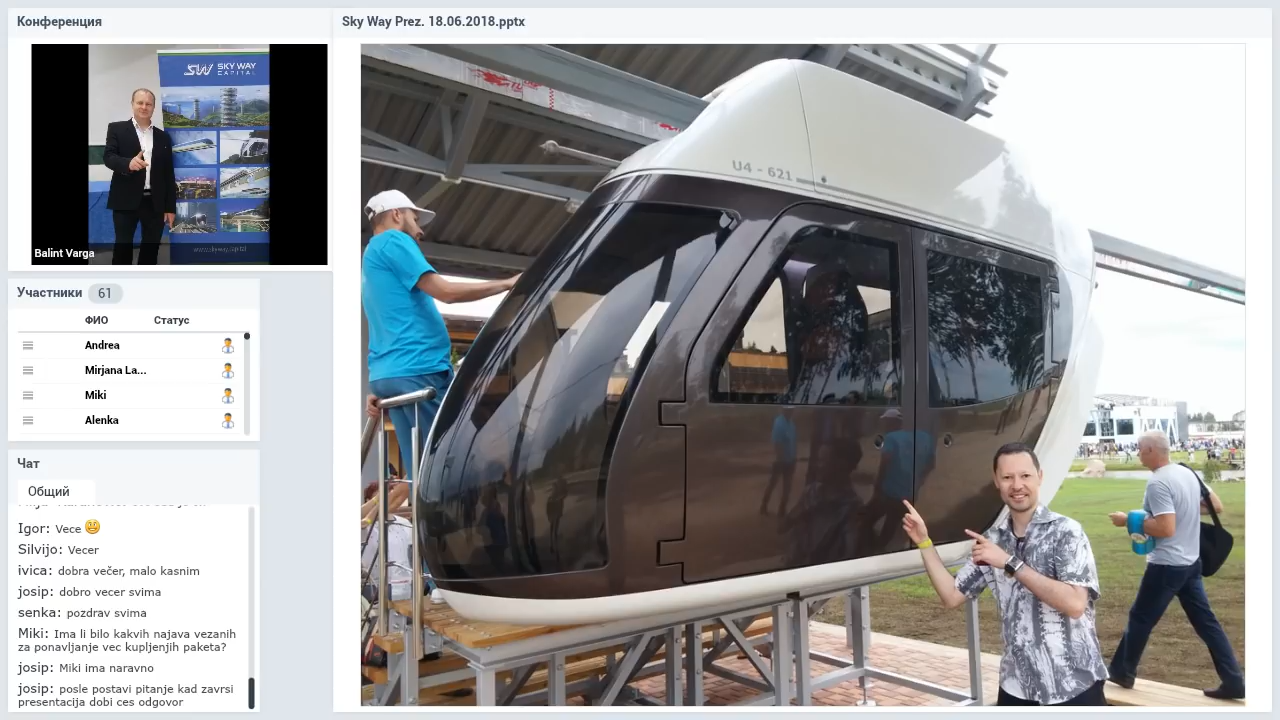 Конференция
SKY WAY
CAPITAL
Balint Varga
Участники 61
ФИО Статус
Andrea
Mirjana La...
Miki
Alenka
Чат
Общий
Igor: Vece
Silvijo: Vecer
ivica: dobra večer, malo kasnim
josip: dobro vecer svima
senka: pozdrav svima
Miki: Ima li bilo kakvih najava vezanih
za ponavljanje vec kupljenjih paketa?
josip: Miki ima naravno
josip: posle postavi pitanje kad zavrsi
presentacija dobi ces odgovor
Sky Way Prez. 18.06.2018.pptx
U4 - 621